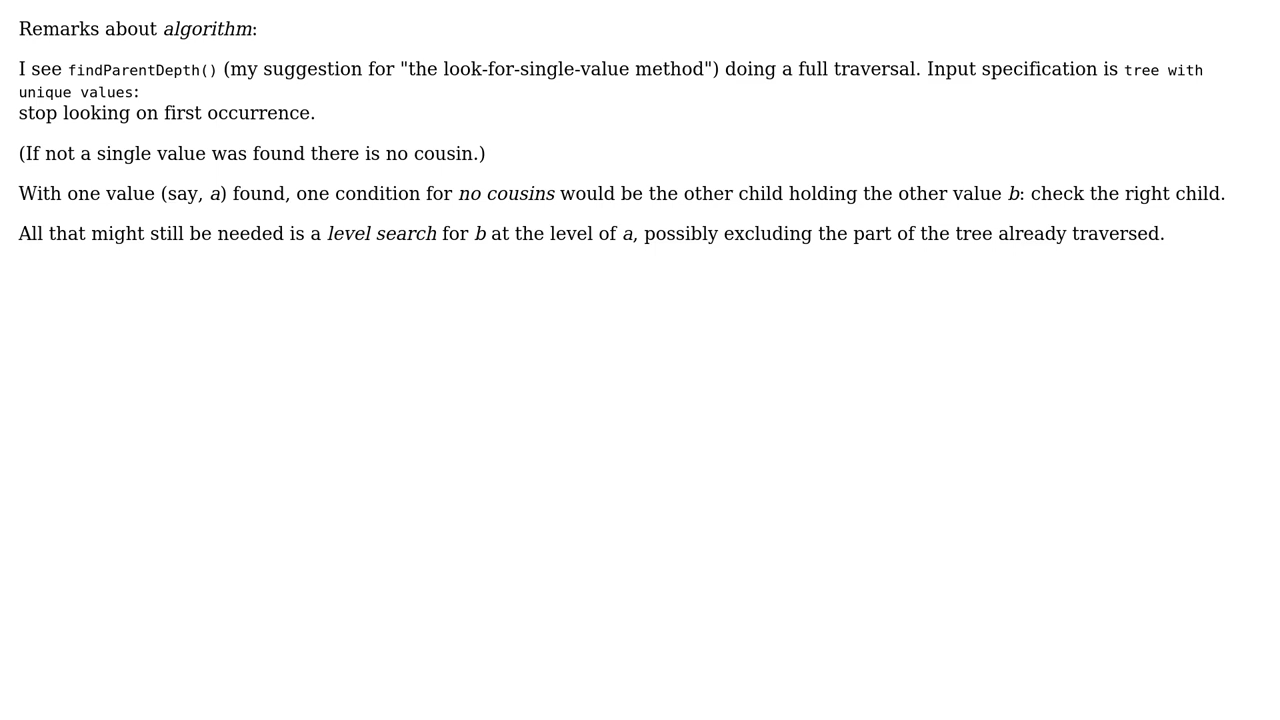 Remarks about algorithm:
I see findParentDepth() (my suggestion for "the look-for-single-value method") doing a full traversal. Input specification is tree with
unique values:
stop looking on first occurrence.
(If not a single value was found there is no cousin.)
With one value (say, a) found, one condition for no cousins would be the other child holding the other value b: check the right child.
All that might still be needed is a level search for b at the level of a, possibly excluding the part of the tree already traversed.